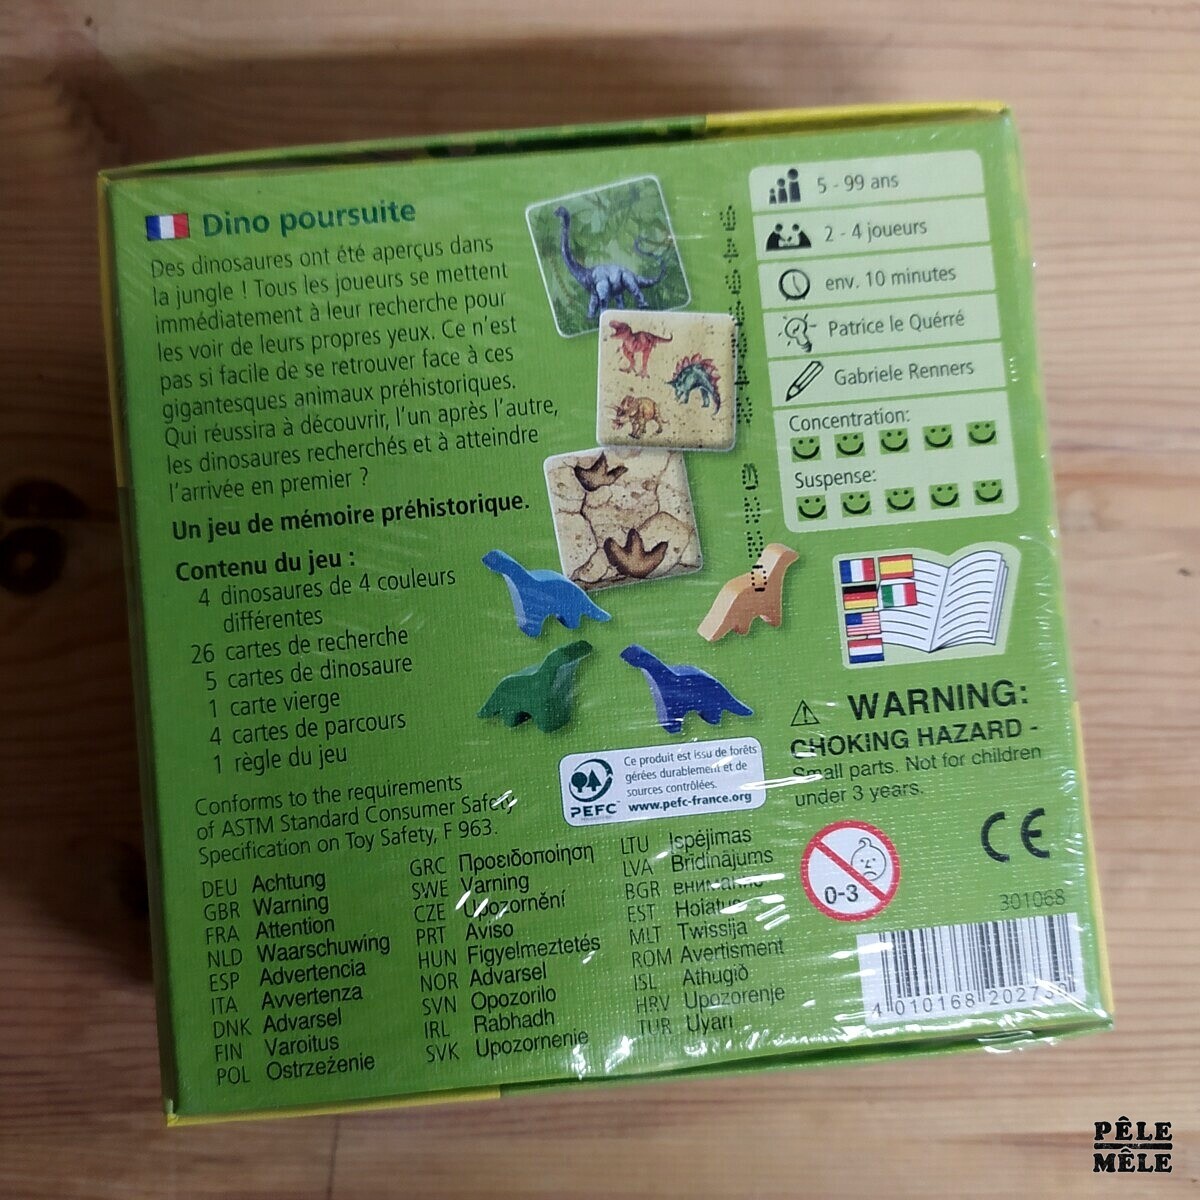 Dino poursuite
Des dinosaures ont été aperçus dans
la jungle ! Tous les joueurs se mettent
immédiatement à leur recherche pour
les voir de leurs propres yeux. Ce n'est
pas si facile de se retrouver face à ces
gigantesques animaux préhistoriques.
Qui réussira à découvrir, l'un après l'autre,
les dinosaures recherchés et à atteindre
l'arrivée en premier ?
Un jeu de mémoire préhistorique.
Contenu du jeu :
4 dinosaures de 4 couleurs
différentes
26 cartes de recherche
5 cartes de dinosaure
1 carte vierge
4 cartes de parcours
1 règle du jeu
Conforms to the requirements
of ASTM Standard Consumer Safety
Specification on Toy Safety, F 963.
5 - 99 ans
2 - 4 joueurs
env. 10 minutes
Patrice le Quérré
Gabriele Renners
Concentration:
Suspense:
WARNING:
CHOKING HAZARD -
Small parts. Not for children
under 3 years.
PEFC
Ce produit est issu de forêts
gérées durablement et de
sources contrôlées.
www.pefc-france.org
CE
0-3
301068
DEU Achtung
GBR Warning
FRA Attention
NLD Waarschuwing
ESP Advertencia
ITA Avvertenza
DNK Advarsel
FIN Varoitus
POL Ostrzeżenie
GRC Προειδοποίηση
SWE Varning
CZE Upozornění
PRT Aviso
HUN Figyelmeztetés
NOR Advarsel
SVN Opozorilo
IRL Rabhadh
SVK Upozornenie
LTU Įspėjimas
LVA Brīdinājums
BGR внимание
EST Hoiatus
MLT Twissija
ROM Avertisment
ISL Athugið
HRV Upozorenje
TUR Uyarı
4 010168 202736
PÊLE
MÊLE